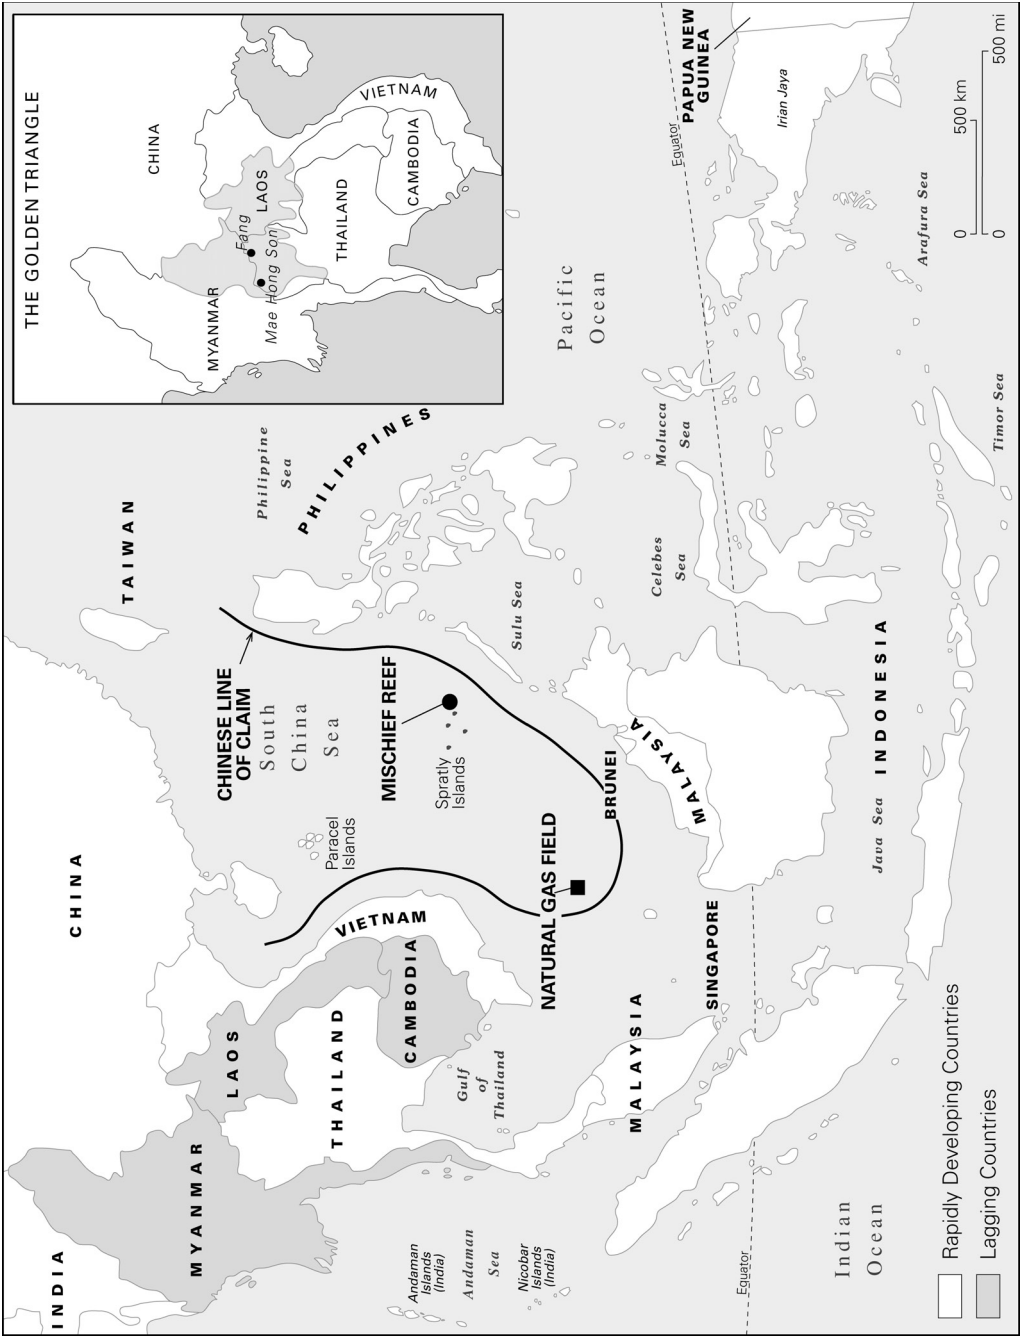 INDIA
CHINA
TAIWAN
MYANMAR
LAOS
THAILAND
VIETNAM
CAMBODIA
Gulf
of
Thailand
Andaman
Islands
(India)
Andaman
Sea
Nicobar
Islands
(India)
Paracel
Islands
CHINESE LINE
OF CLAIM
South
China
Sea
MISCHIEF REEF
Spratly
Islands
NATURAL GAS FIELD
BRUNEI
MALAYSIA
MALAYSIA
SINGAPORE
PHILIPPINES
Philippine
Sea
Sulu Sea
Celebes
Sea
Molucca
Sea
Pacific
Ocean
Equator
Equator
PAPUA NEW
GUINEA
Irian Jaya
INDONESIA
Java Sea
Indian
Ocean
Arafura Sea
Timor Sea
Rapidly Developing Countries
Lagging Countries
0
500 km
0
500 mi
THE GOLDEN TRIANGLE
CHINA
MYANMAR
LAOS
Fang
Mae Hong Son
THAILAND
VIETNAM
CAMBODIA